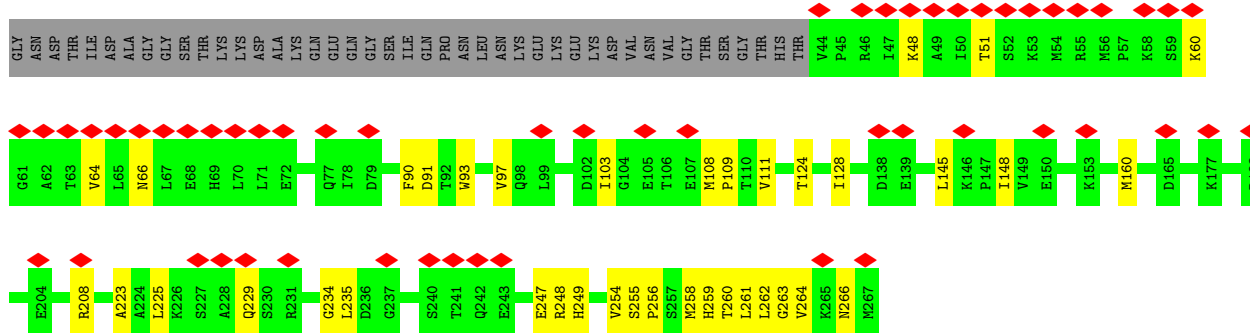 GLY ASN ASP THR ILE ASP ALA GLY GLY SER THR LYS LYS ASP ALA LYS GLN GLU GLN GLY SER ILE GLN PRO ASN LEU ASN LYS GLU LYS GLU LYS ASP VAL ASN VAL GLY THR SER GLY THR HIS THR V44 P45 R46 I47 K48 A49 I50 T51 S52 K53 M54 R55 M56 P57 K58 S59 K60
G61 A62 T63 V64 L65 N66 L67 E68 H69 L70 L71 E72 Q77 I78 D79 F90 D91 T92 W93 V97 Q98 L99 D102 I103 G104 E105 T106 E107 M108 P109 T110 V111 T124 I128 D138 E139 L145 K146 P147 I148 V149 E150 K153 M160 D165 K177
E204 R208 A223 A224 L225 K226 S227 A228 Q229 S230 R231 G234 L235 D236 G237 S240 T241 Q242 E243 E247 R248 H249 V254 S255 P256 S257 M258 H259 T260 L261 L262 G263 V264 K265 N266 M267